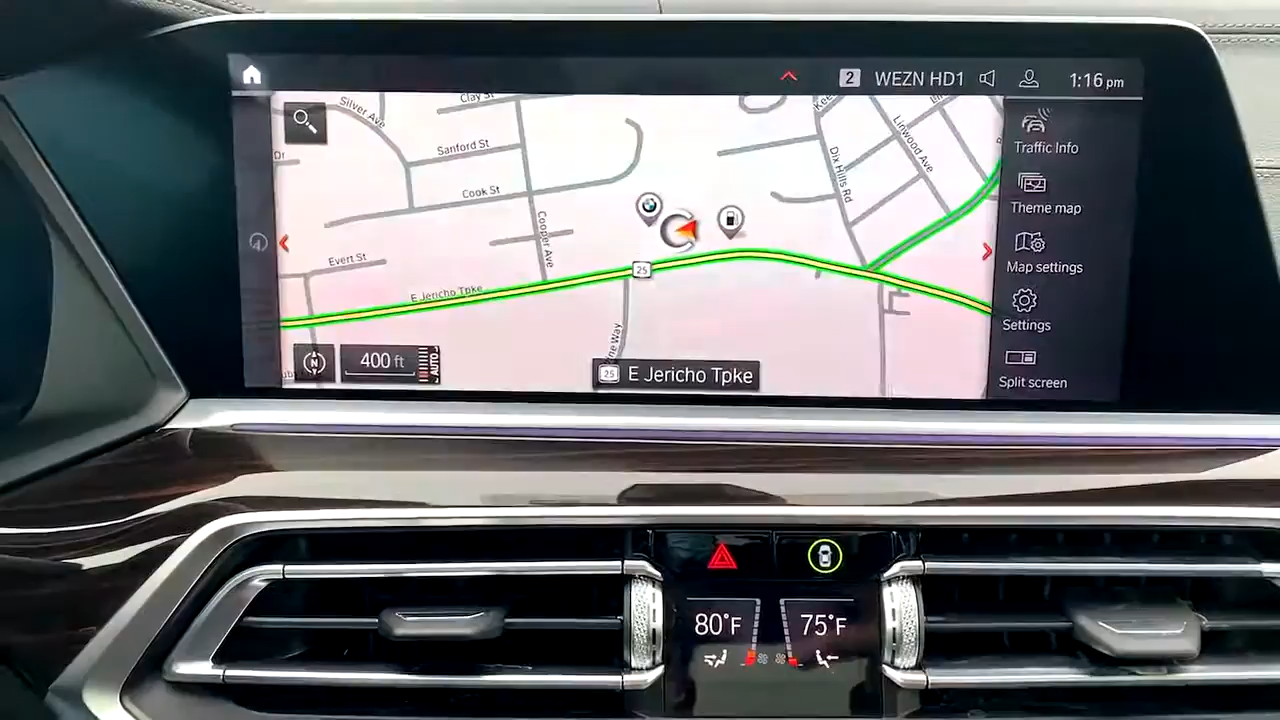 2 WEZN HD1 1:16 pm
Clay St
Silver Ave
Linwood Ave
Sanford St
Dix Hills Rd
Dr
Cook St
Cooper Ave
Evert St
25
E Jericho Tpke
N
400 ft
AUTO
25 E Jericho Tpke
Traffic Info
Theme map
Map settings
Settings
Split screen
80°F 75°F